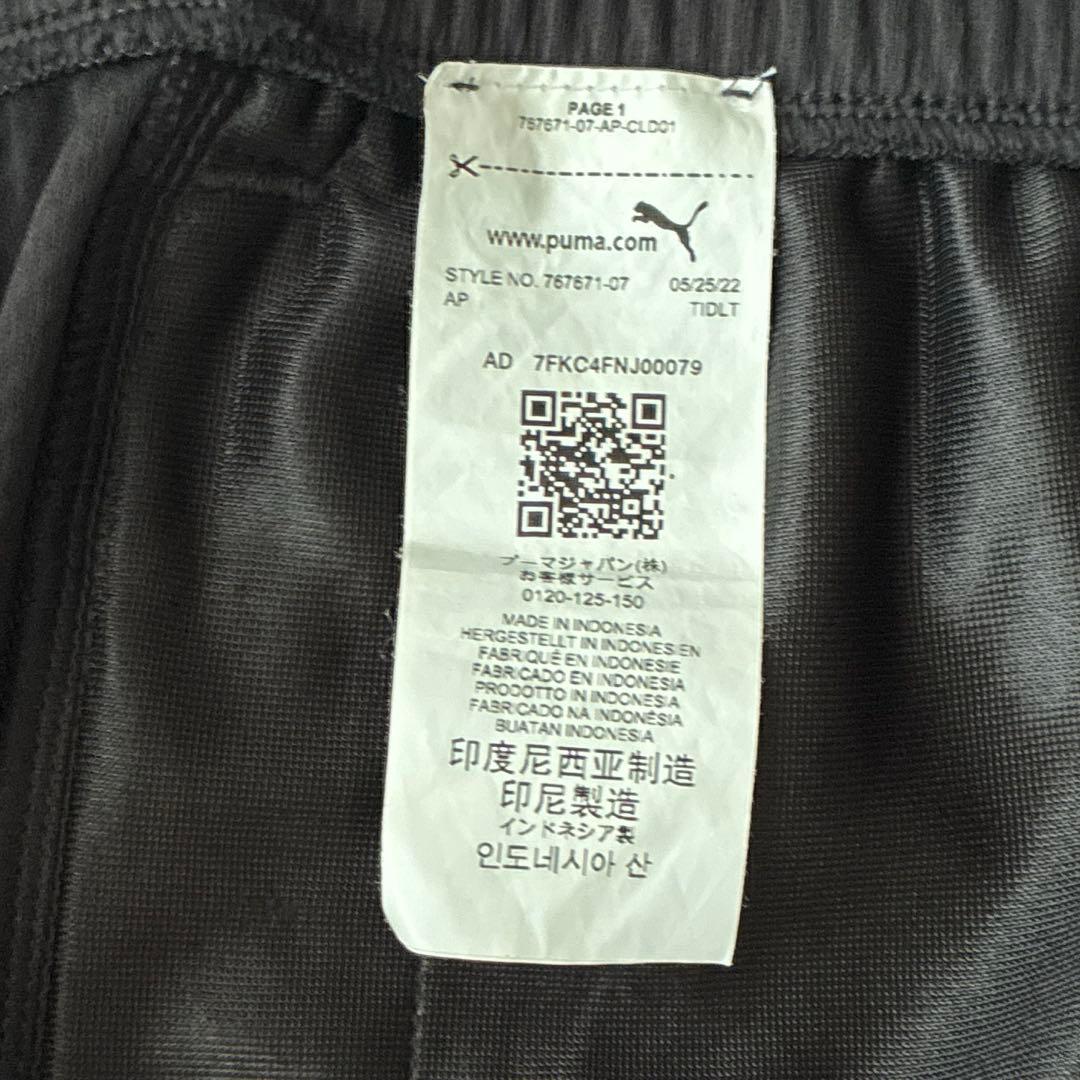 PAGE 1
767671-07-AP-CLD01
www.puma.com
STYLE NO. 767671-07 05/25/22
AP TIDLT
AD 7FKC4FNJ00079
プーマジャパン(株)
お客様サービス
0120-125-150
MADE IN INDONESIA
HERGESTELLT IN INDONESIEN
FABRIQUÉ EN INDONESIE
FABRICADO EN INDONESIA
PRODOTTO IN INDONESIA
FABRICADO NA INDONÉSIA
BUATAN INDONESIA
印度尼西亚制造
印尼製造
インドネシア製
인도네시아 산